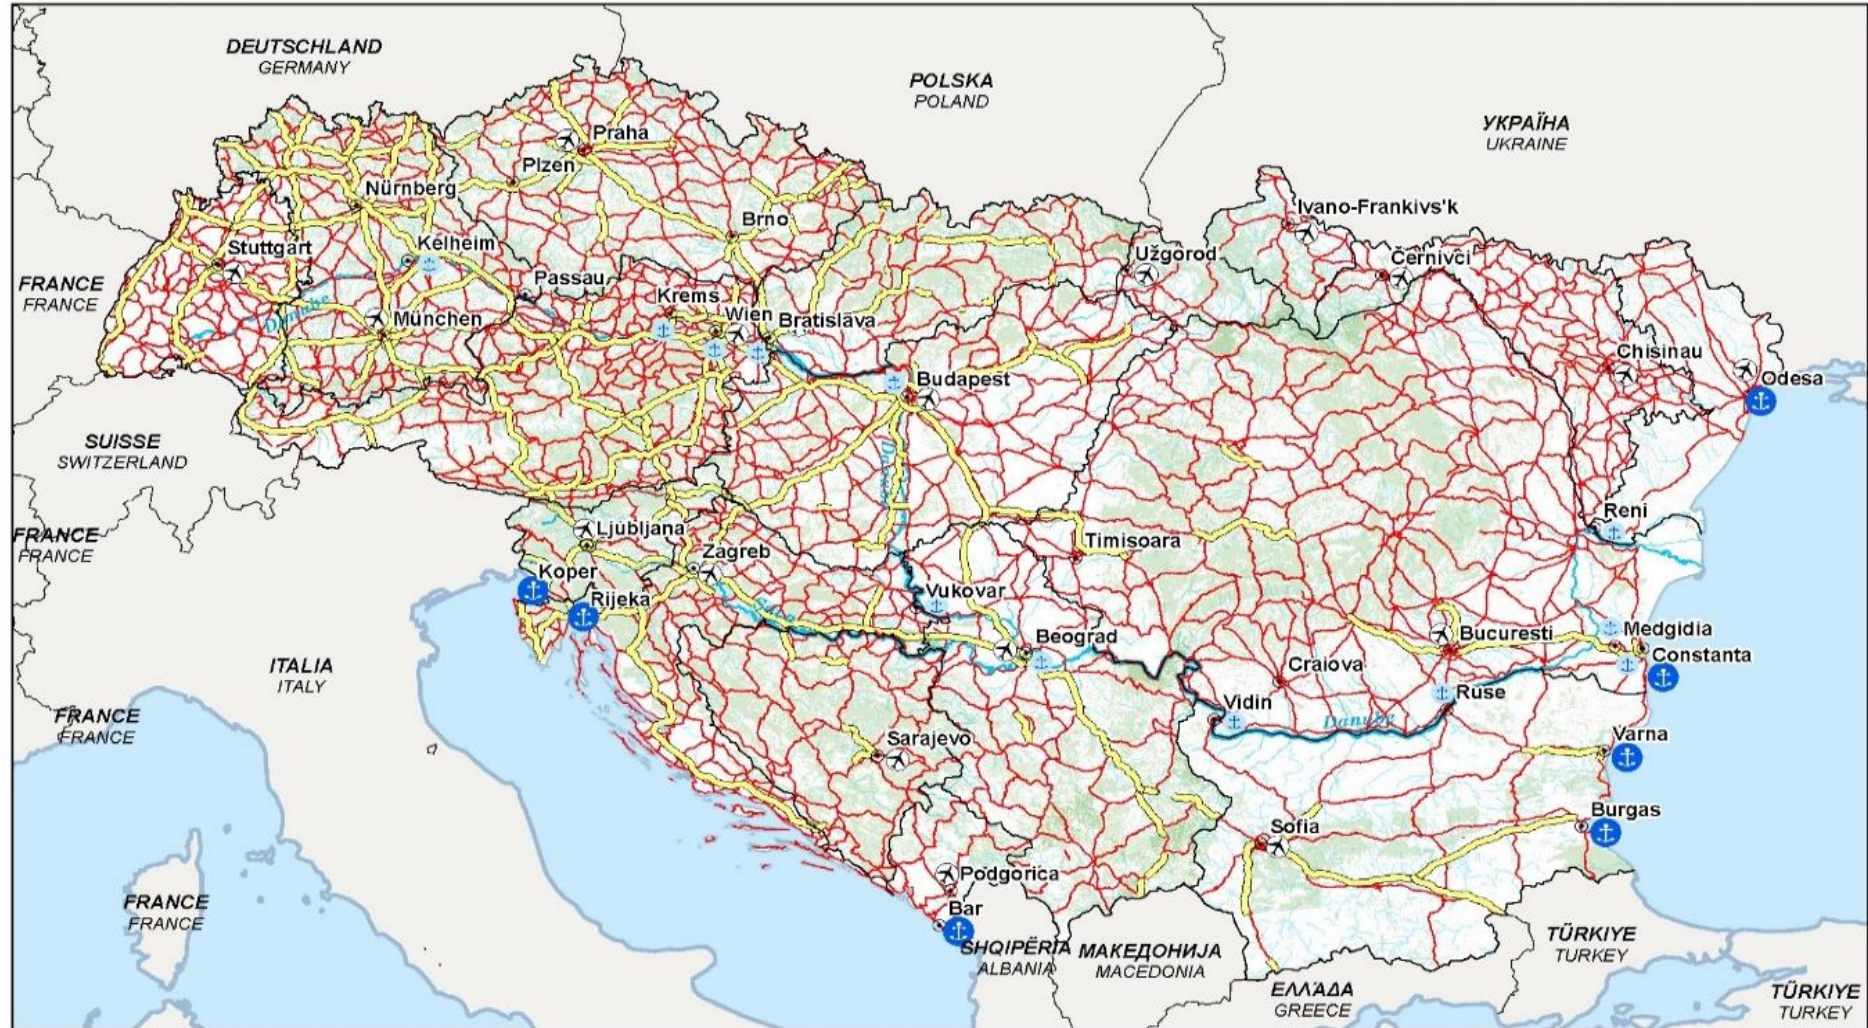 DEUTSCHLAND
GERMANY
POLSKA
POLAND
УКРАЇНА
UKRAINE
Praha
Plzen
Nürnberg
Brno
Ivano-Frankivs'k
Stuttgart
Kelheim
Užgorod
Černivci
FRANCE
FRANCE
Passau
Krems
Danube
München
Wien
Bratislava
Chisinau
Budapest
Odesa
SUISSE
SWITZERLAND
Danube
Reni
FRANCE
FRANCE
Ljubljana
Zagreb
Timisoara
Koper
Rijeka
Sava
Vukovar
Beograd
Bucuresti
Medgidia
Constanta
ITALIA
ITALY
Craiova
Vidin
Ruse
Danube
FRANCE
FRANCE
Sarajevo
Varna
Burgas
Sofia
Podgorica
FRANCE
FRANCE
Bar
SHQIPËRIA
ALBANIA
МАКЕДОНИЈА
MACEDONIA
TÜRKIYE
TURKEY
ΕΛΛΆΔΑ
GREECE
TÜRKIYE
TURKEY